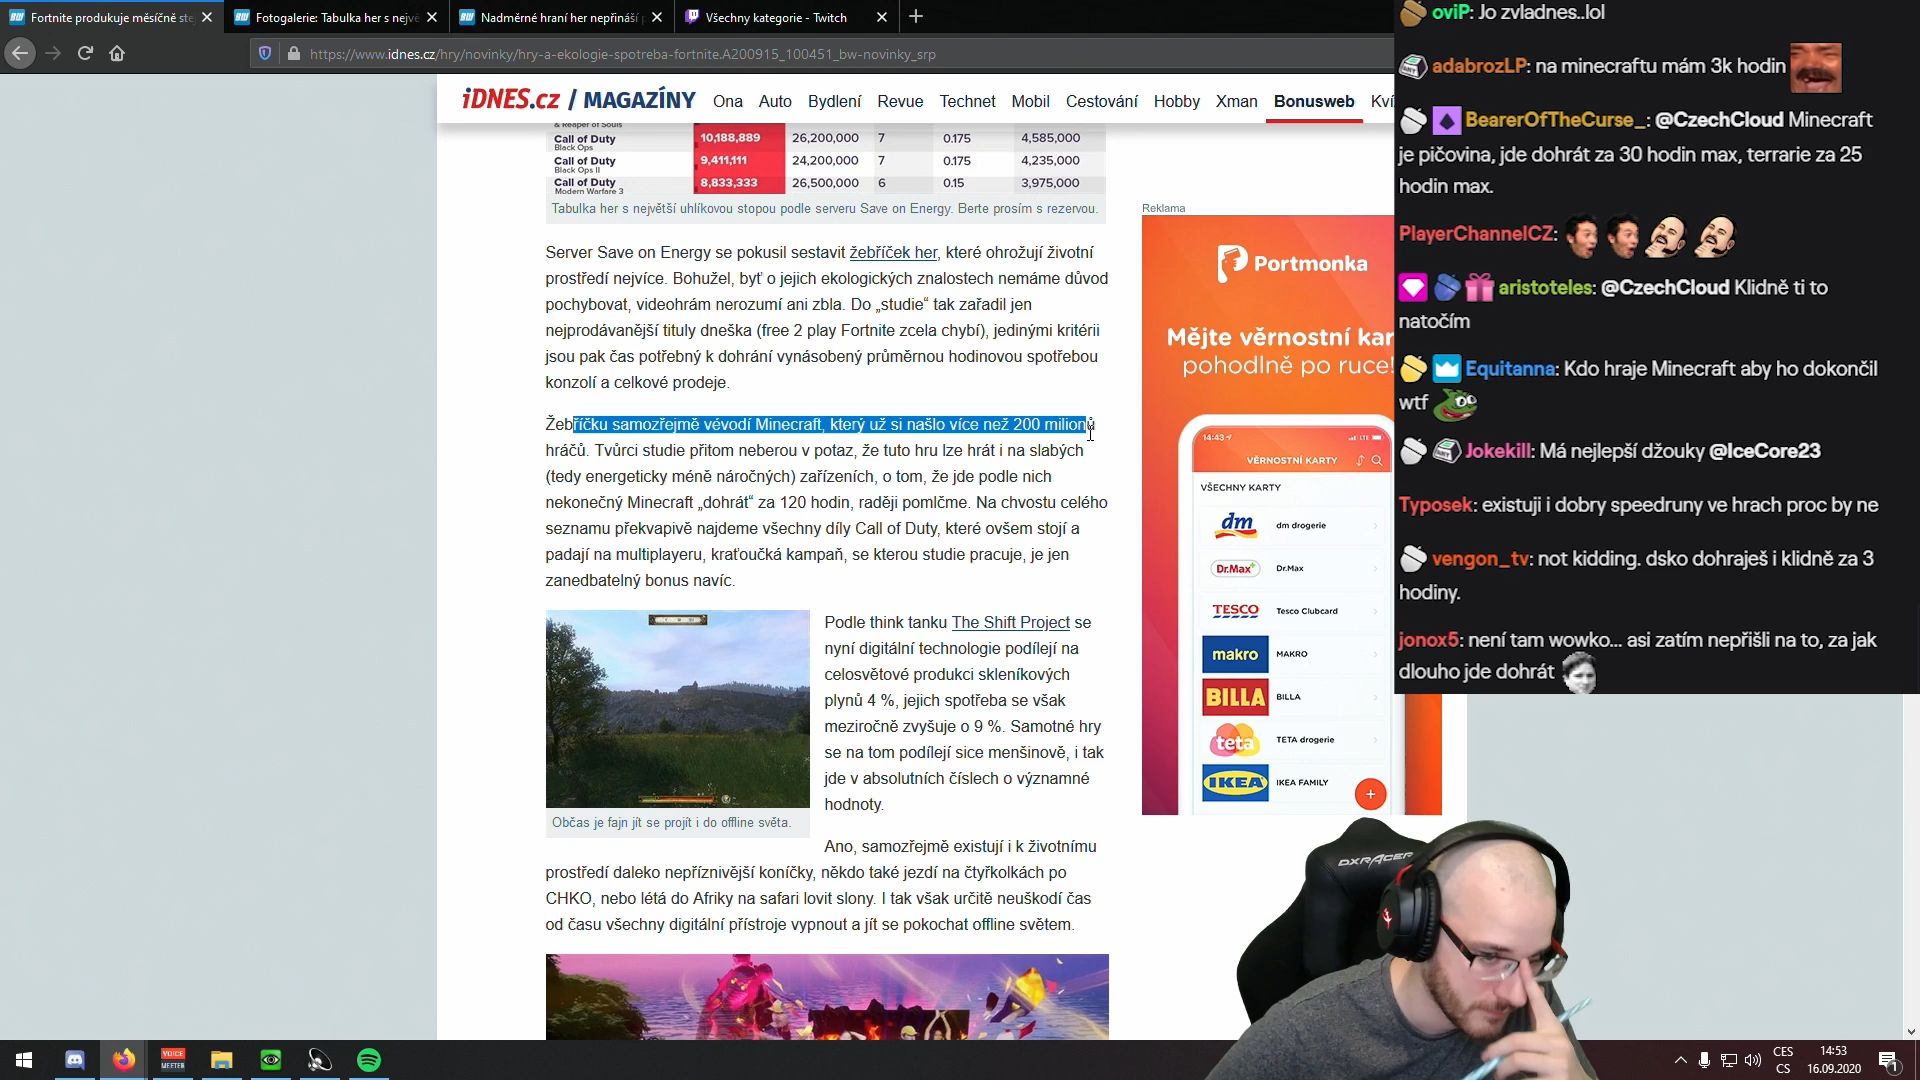 Fortnite produkuje měsíčně ste
Fotogalerie: Tabulka her s nejvě
Nadměrné hraní her nepřináší p
Všechny kategorie - Twitch
https://www.idnes.cz/hry/novinky/hry-a-ekologie-spotreba-fortnite.A200915_100451_bw-novinky_srp
iDNES.cz / MAGAZÍNY Ona Auto Bydlení Revue Technet Mobil Cestování Hobby Xman Bonusweb Kví
& Reaper of Souls
Call of Duty 10,188,889 26,200,000 7 0.175 4,585,000
Black Ops
Call of Duty 9,411,111 24,200,000 7 0.175 4,235,000
Black Ops II
Call of Duty 8,833,333 26,500,000 6 0.15 3,975,000
Modern Warfare 3
Tabulka her s největší uhlíkovou stopou podle serveru Save on Energy. Berte prosím s rezervou.
Server Save on Energy se pokusil sestavit žebříček her, které ohrožují životní
prostředí nejvíce. Bohužel, byť o jejich ekologických znalostech nemáme důvod
pochybovat, videohrám nerozumí ani zbla. Do „studie“ tak zařadil jen
nejprodávanější tituly dneška (free 2 play Fortnite zcela chybí), jedinými kritérii
jsou pak čas potřebný k dohrání vynásobený průměrnou hodinovou spotřebou
konzolí a celkové prodeje.
Žebříčku samozřejmě vévodí Minecraft, který už si našlo více než 200 milionů
hráčů. Tvůrci studie přitom neberou v potaz, že tuto hru lze hrát i na slabých
(tedy energeticky méně náročných) zařízeních, o tom, že jde podle nich
nekonečný Minecraft „dohrát“ za 120 hodin, raději pomlčme. Na chvostu celého
seznamu překvapivě najdeme všechny díly Call of Duty, které ovšem stojí a
padají na multiplayeru, kraťoučká kampaň, se kterou studie pracuje, je jen
zanedbatelný bonus navíc.
Občas je fajn jít se projít i do offline světa.
Podle think tanku The Shift Project se
nyní digitální technologie podílejí na
celosvětové produkci skleníkových
plynů 4 %, jejich spotřeba se však
meziročně zvyšuje o 9 %. Samotné hry
se na tom podílejí sice menšinově, i tak
jde v absolutních číslech o významné
hodnoty.
Ano, samozřejmě existují i k životnímu
prostředí daleko nepříznivější koníčky, někdo také jezdí na čtyřkolkách po
CHKO, nebo létá do Afriky na safari lovit slony. I tak však určitě neuškodí čas
od času všechny digitální přístroje vypnout a jít se pokochat offline světem.
Reklama
Portmonka
Mějte věrnostní kar
pohodlně po ruce!
14:43 LTE
VĚRNOSTNÍ KARTY
VŠECHNY KARTY
dm dm drogerie
Dr.Max+ Dr.Max
TESCO Tesco Clubcard
makro MAKRO
BILLA BILLA
teta TETA drogerie
IKEA IKEA FAMILY
oviP: Jo zvladnes..lol
adabrozLP: na minecraftu mám 3k hodin
BearerOfTheCurse_: @CzechCloud Minecraft
je pičovina, jde dohrát za 30 hodin max, terrarie za 25
hodin max.
PlayerChannelCZ:
aristoteles: @CzechCloud Klidně ti to
natočím
Equitanna: Kdo hraje Minecraft aby ho dokončil
wtf
Jokekill: Má nejlepší džouky @IceCore23
Typosek: existuji i dobry speedruny ve hrach proc by ne
vengon_tv: not kidding. dsko dohraješ i klidně za 3
hodiny.
jonox5: není tam wowko... asi zatím nepřišli na to, za jak
dlouho jde dohrát
DXRACER
VOICE
MEETER
CES
CS
14:53
16.09.2020
1